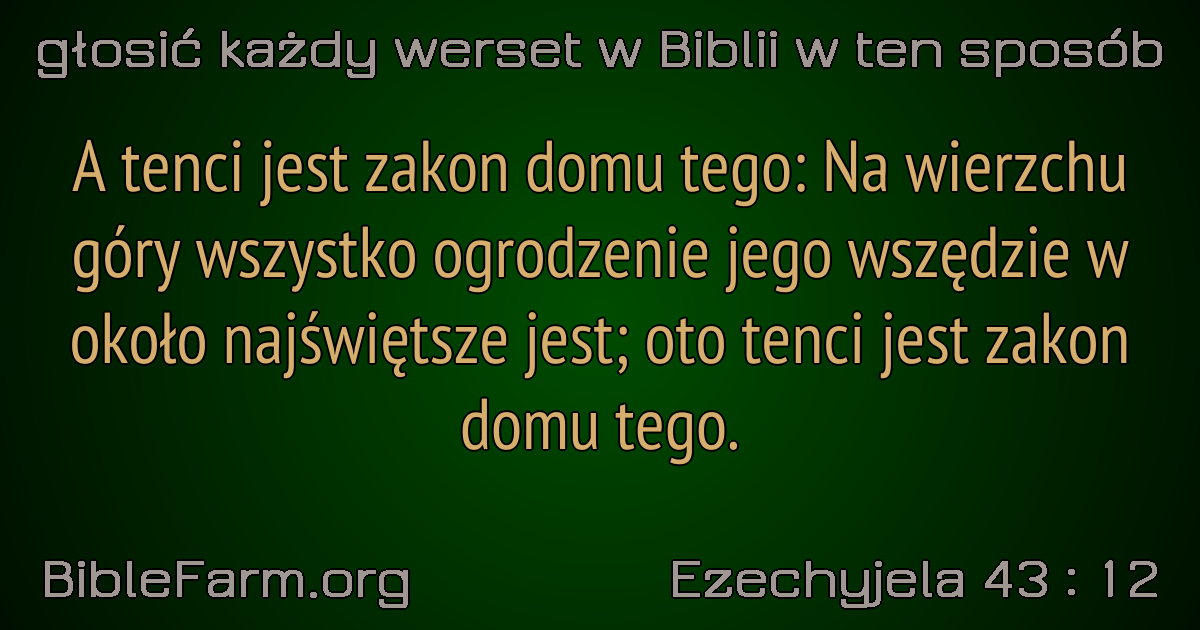 głosić każdy werset w Biblii w ten sposób
A tenci jest zakon domu tego: Na wierzchu
góry wszystko ogrodzenie jego wszędzie w
około najświętsze jest; oto tenci jest zakon
domu tego.
BibleFarm.org
Ezechyjela 43 : 12